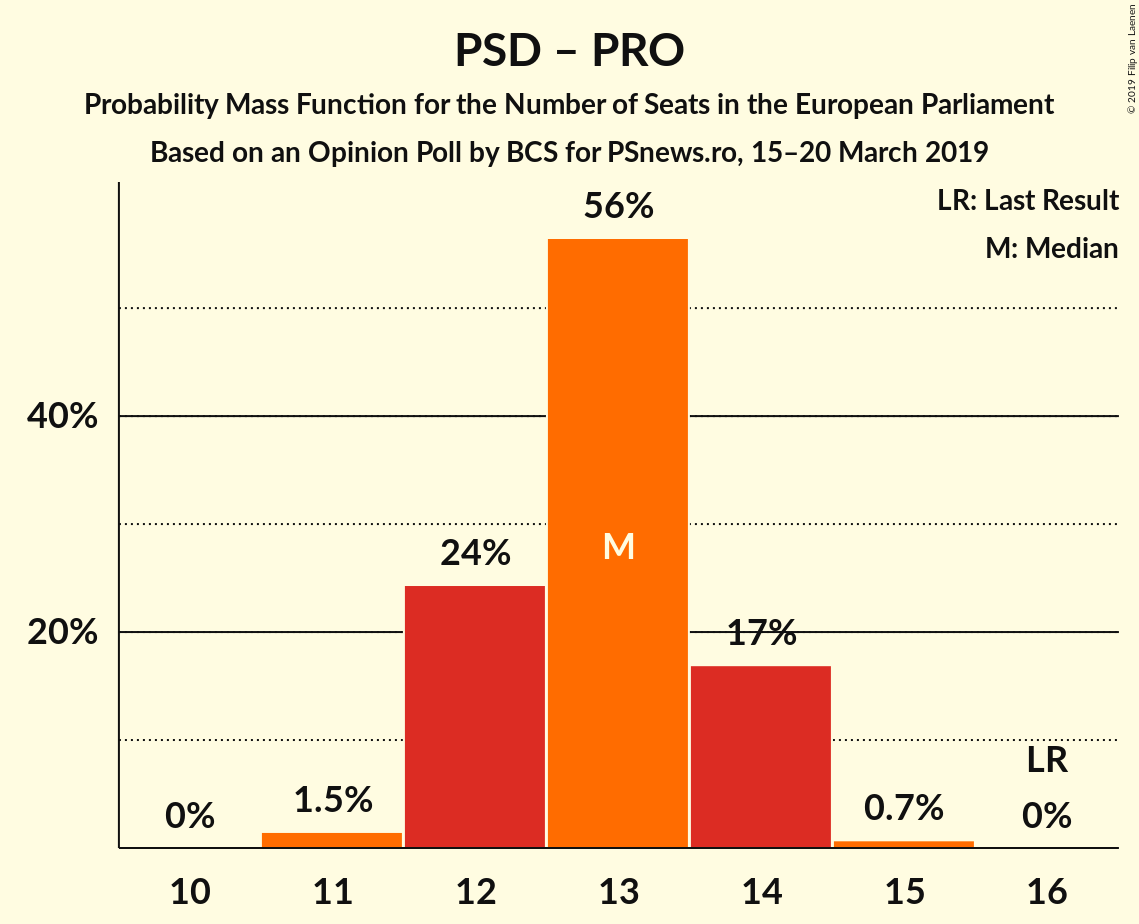 PSD – PRO
Probability Mass Function for the Number of Seats in the European Parliament
Based on an Opinion Poll by BCS for PSnews.ro, 15–20 March 2019
© 2019 Filip van Laenen
LR: Last Result
M: Median
56%
40%
M
24%
20%
17%
LR
0%
1.5%
0.7%
0%
10 11 12 13 14 15 16